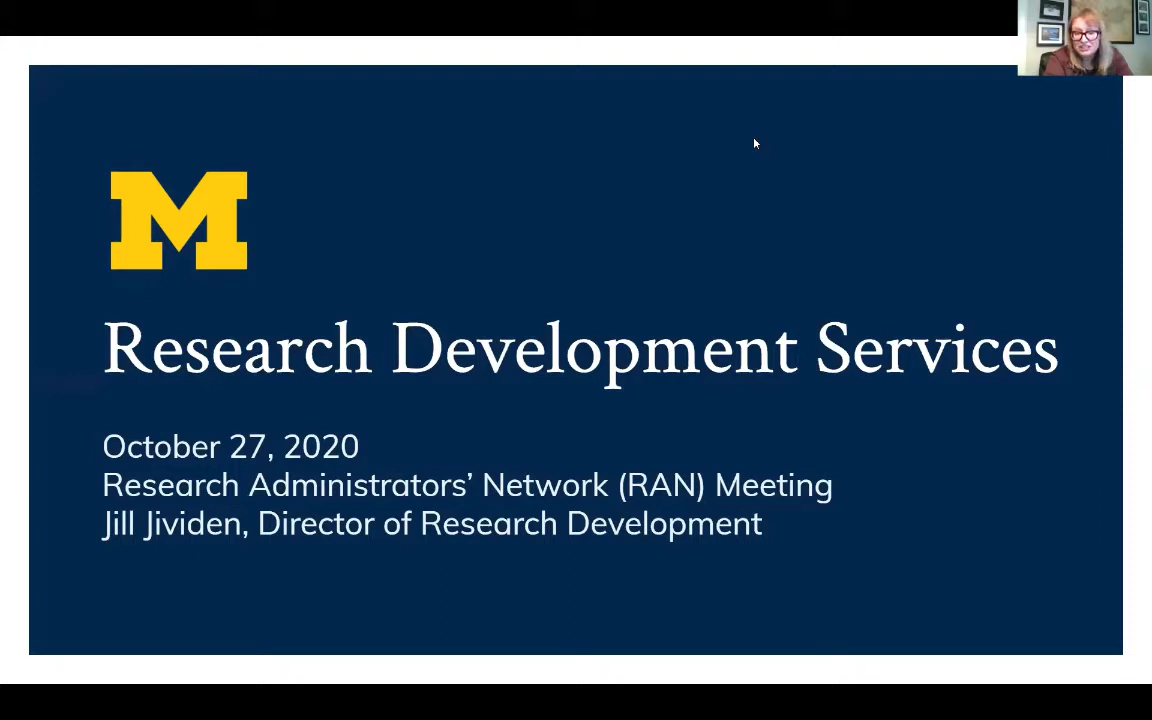 M
Research Development Services
October 27, 2020
Research Administrators’ Network (RAN) Meeting
Jill Jividen, Director of Research Development